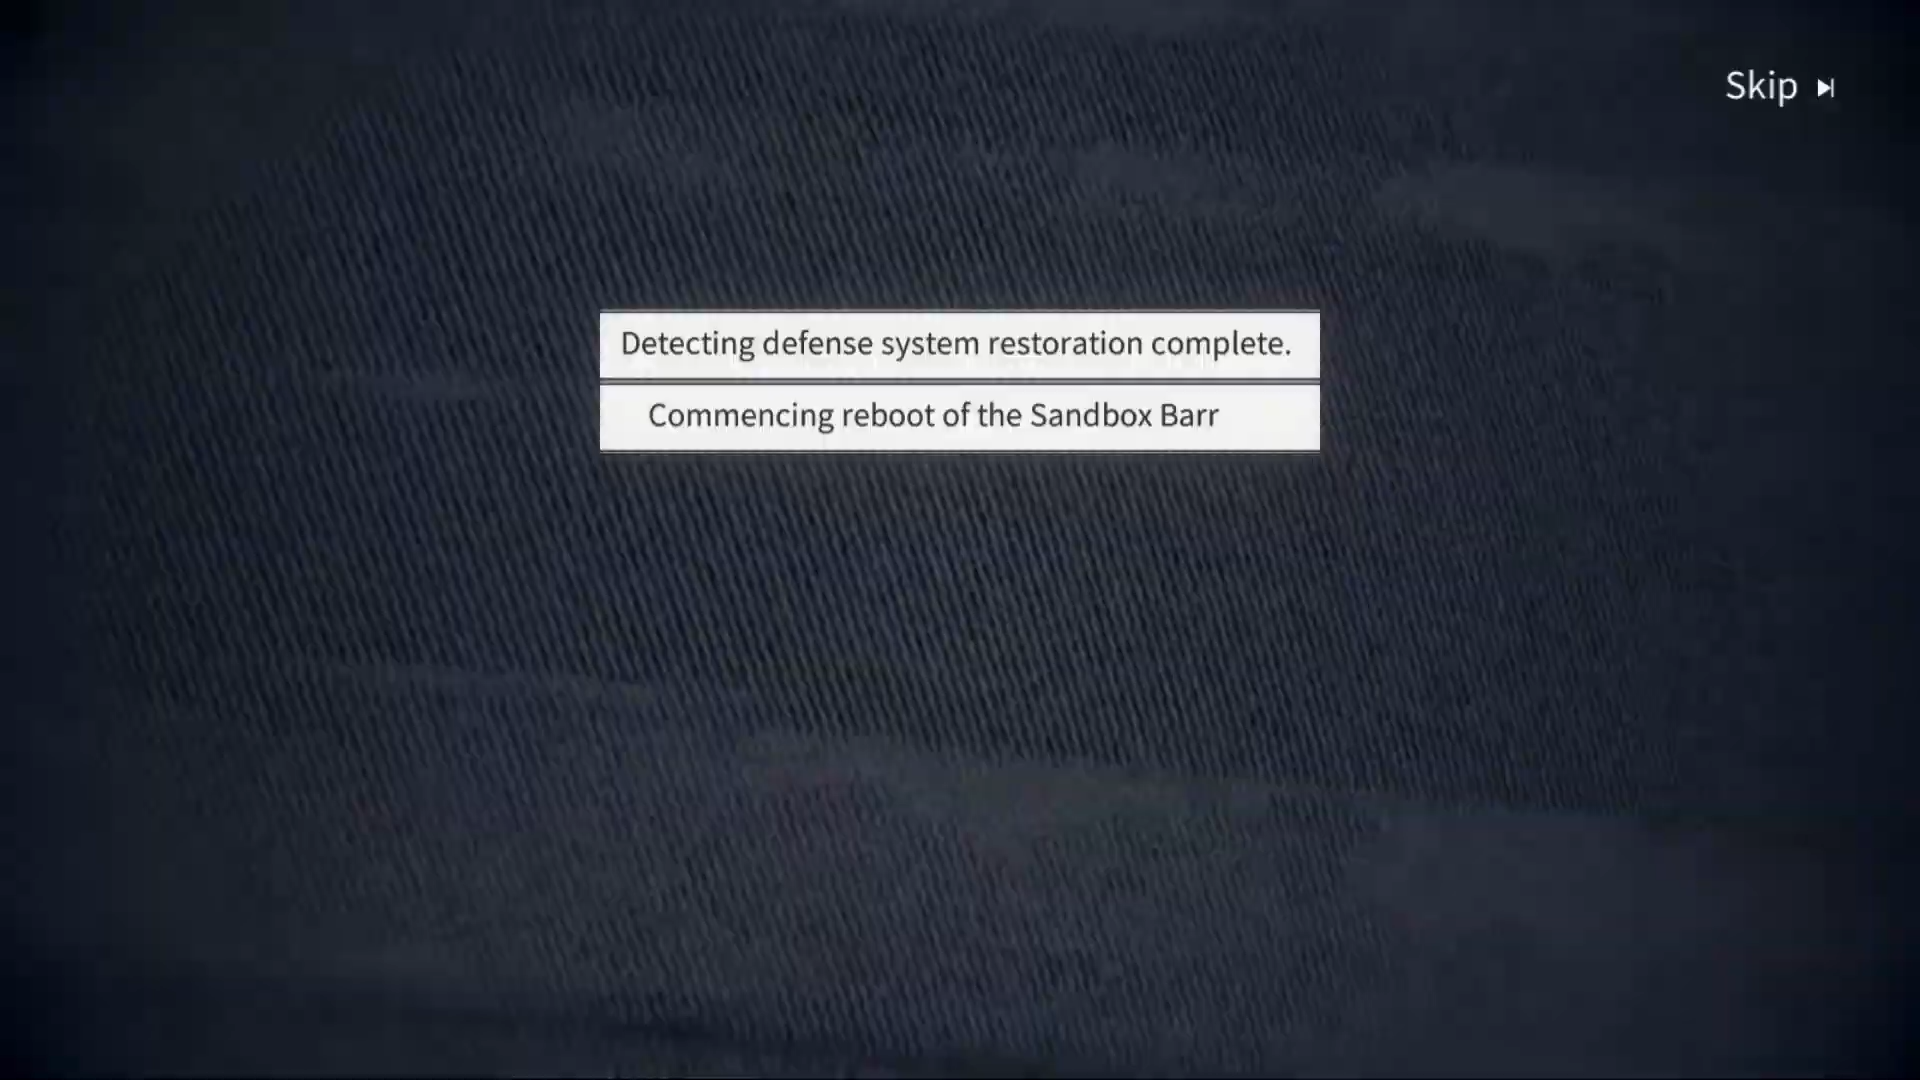 Skip
Detecting defense system restoration complete.
Commencing reboot of the Sandbox Barr